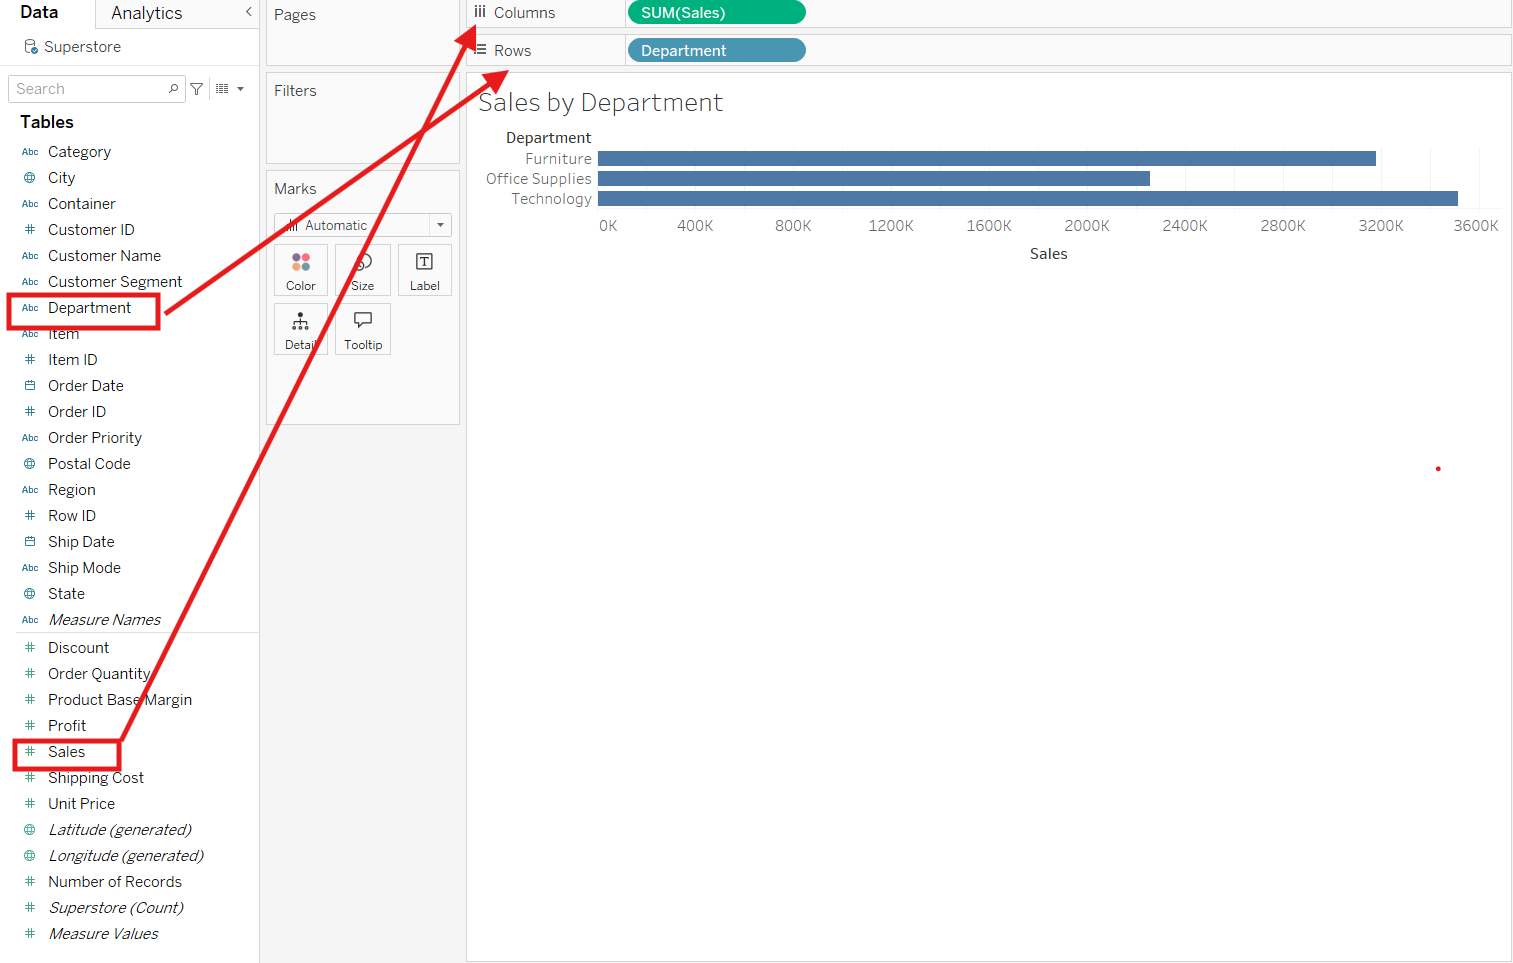 Data
Analytics
Superstore
Search
Tables
Abc Category
City
Abc Container
# Customer ID
Abc Customer Name
Abc Customer Segment
Abc Department
Abc Item
# Item ID
Order Date
# Order ID
Abc Order Priority
Postal Code
Abc Region
# Row ID
Ship Date
Abc Ship Mode
State
Abc Measure Names
# Discount
# Order Quantity
# Product Base Margin
# Profit
# Sales
# Shipping Cost
# Unit Price
Latitude (generated)
Longitude (generated)
# Number of Records
# Superstore (Count)
# Measure Values
Pages
Filters
Marks
Automatic
Color
Size
T
Label
Detail
Tooltip
Columns
SUM(Sales)
Rows
Department
Sales by Department
Department
Furniture
Office Supplies
Technology
0K 400K 800K 1200K 1600K 2000K 2400K 2800K 3200K 3600K
Sales